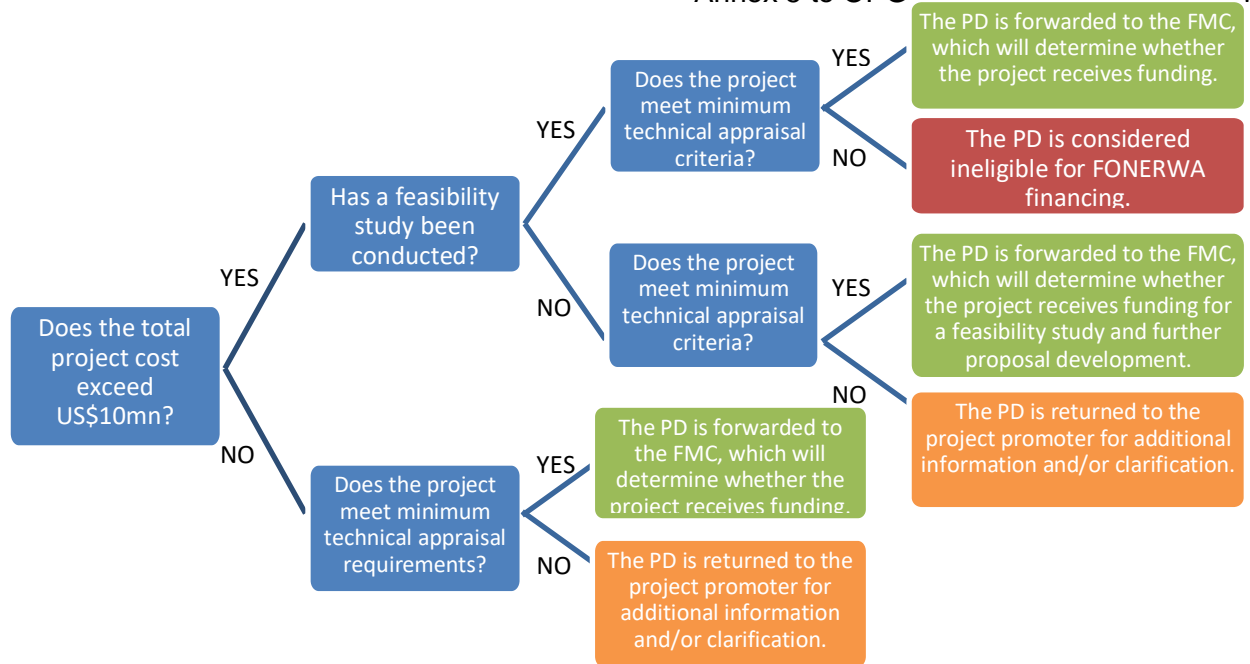 Annex 3 to OPG
The PD is forwarded to the FMC,
which will determine whether
the project receives funding.
YES
Does the project
meet minimum
technical appraisal
criteria?
YES
NO
The PD is considered
ineligible for FONERWA
financing.
Has a feasibility
study been
conducted?
YES
The PD is forwarded to the FMC,
which will determine whether
the project receives funding for
a feasibility study and further
proposal development.
Does the project
meet minimum
technical appraisal
criteria?
YES
NO
Does the total
project cost
exceed
US$10mn?
NO
The PD is returned to the
project promoter for additional
information and/or clarification.
NO
The PD is forwarded to
the FMC, which will
determine whether the
project receives funding.
YES
Does the project
meet minimum
technical appraisal
requirements?
NO
The PD is returned to the
project promoter for
additional information
and/or clarification.